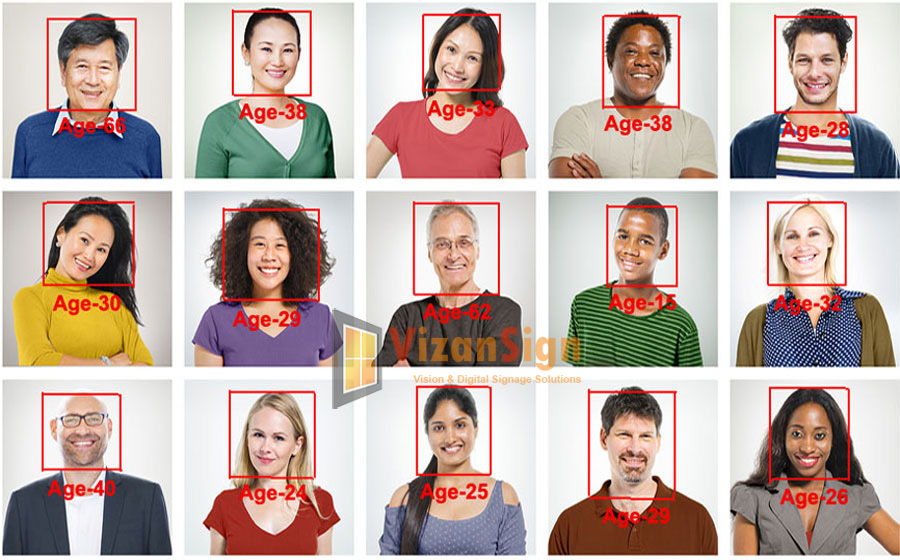 Age-66
Age-38
Age-33
Age-38
Age-28
Age-30
Age-29
Age-62
Age-15
Age-32
VizanSign
Vision & Digital Signage Solutions
Age-40
Age-24
Age-25
Age-29
Age-26